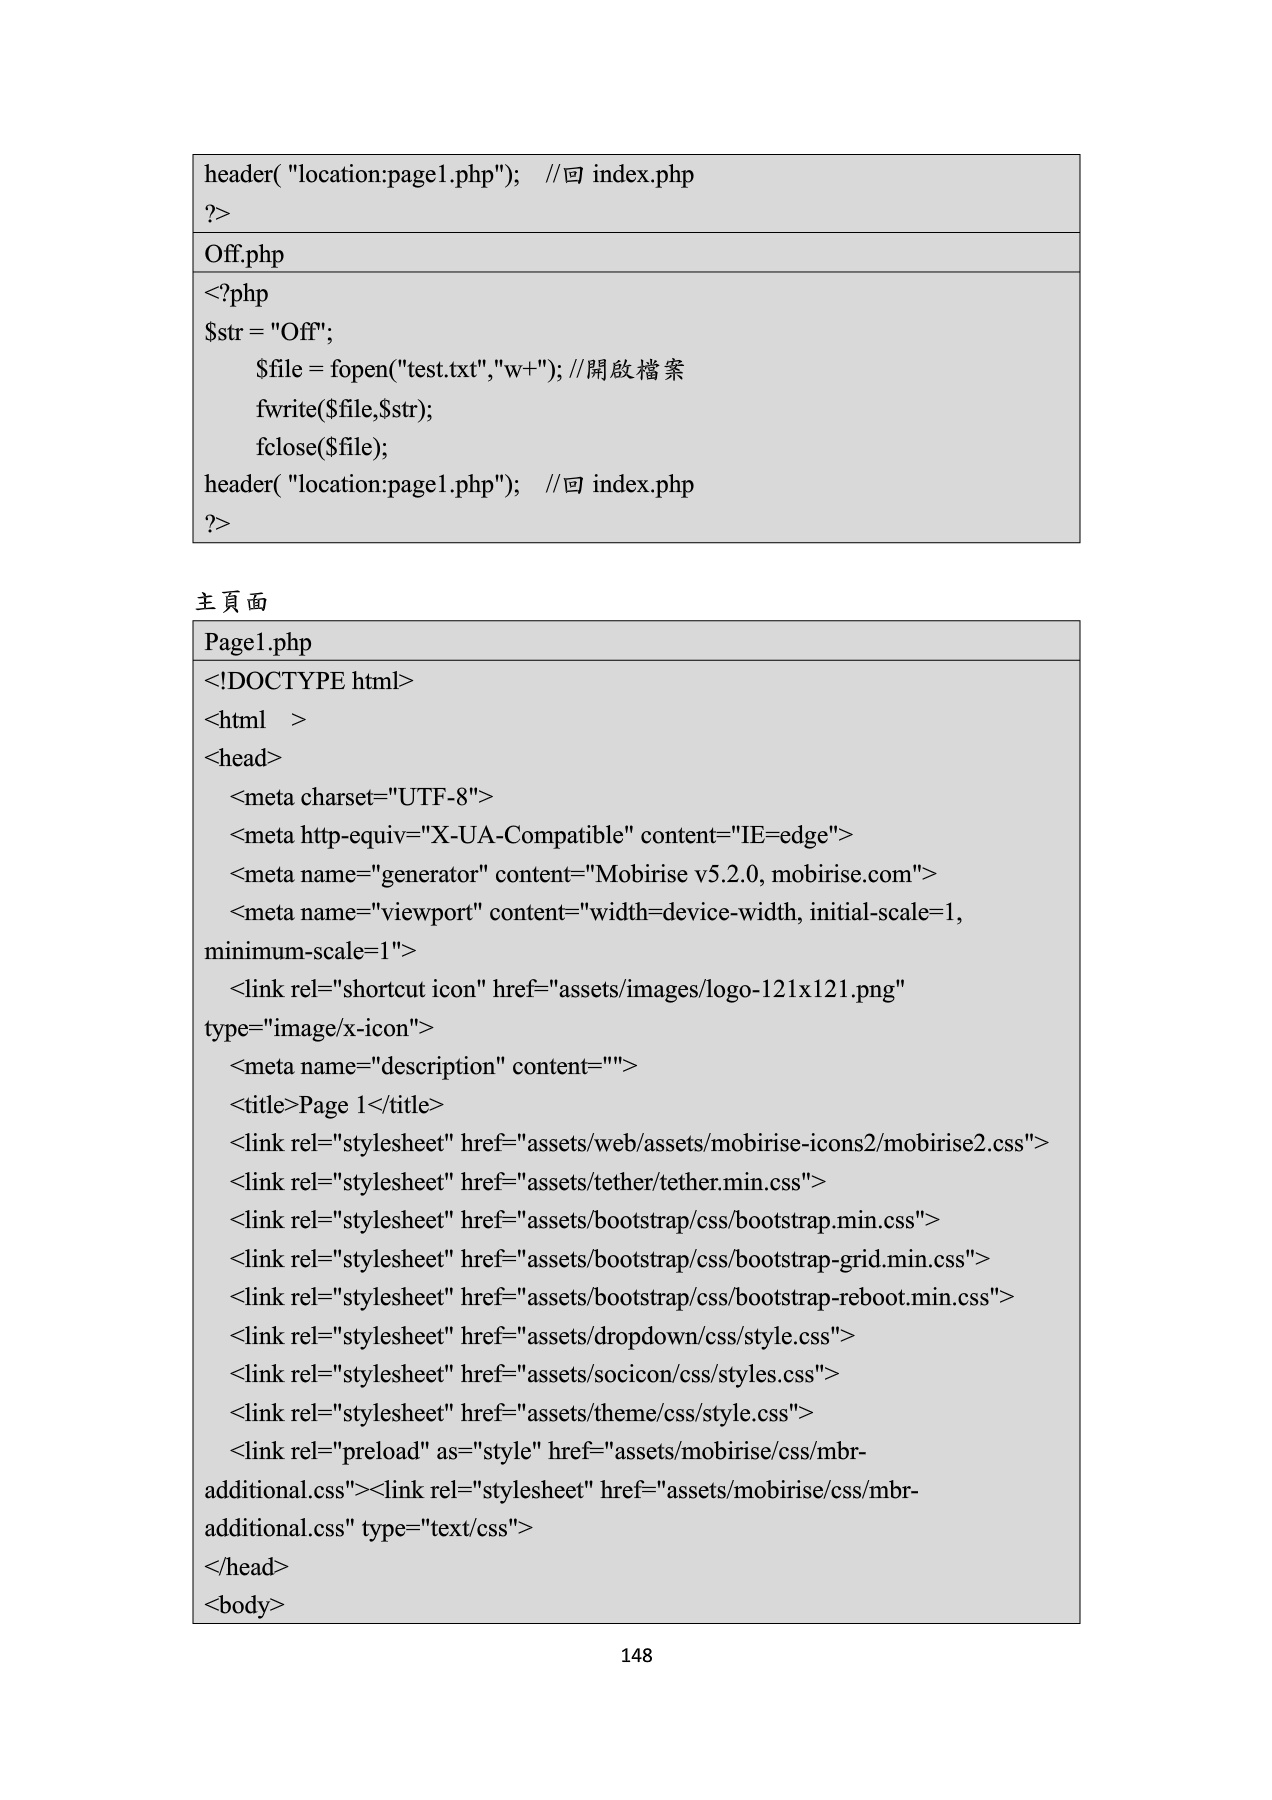 header( "location:page1.php");    //回 index.php
?>
Off.php
<?php
$str = "Off";
        $file = fopen("test.txt","w+"); //開啟檔案
        fwrite($file,$str);
        fclose($file);
header( "location:page1.php");    //回 index.php
?>
主頁面
Page1.php
<!DOCTYPE html>
<html    >
<head>
    <meta charset="UTF-8">
    <meta http-equiv="X-UA-Compatible" content="IE=edge">
    <meta name="generator" content="Mobirise v5.2.0, mobirise.com">
    <meta name="viewport" content="width=device-width, initial-scale=1,
minimum-scale=1">
    <link rel="shortcut icon" href="assets/images/logo-121x121.png"
type="image/x-icon">
    <meta name="description" content="">
    <title>Page 1</title>
    <link rel="stylesheet" href="assets/web/assets/mobirise-icons2/mobirise2.css">
    <link rel="stylesheet" href="assets/tether/tether.min.css">
    <link rel="stylesheet" href="assets/bootstrap/css/bootstrap.min.css">
    <link rel="stylesheet" href="assets/bootstrap/css/bootstrap-grid.min.css">
    <link rel="stylesheet" href="assets/bootstrap/css/bootstrap-reboot.min.css">
    <link rel="stylesheet" href="assets/dropdown/css/style.css">
    <link rel="stylesheet" href="assets/socicon/css/styles.css">
    <link rel="stylesheet" href="assets/theme/css/style.css">
    <link rel="preload" as="style" href="assets/mobirise/css/mbr-
additional.css"><link rel="stylesheet" href="assets/mobirise/css/mbr-
additional.css" type="text/css">
</head>
<body>
148